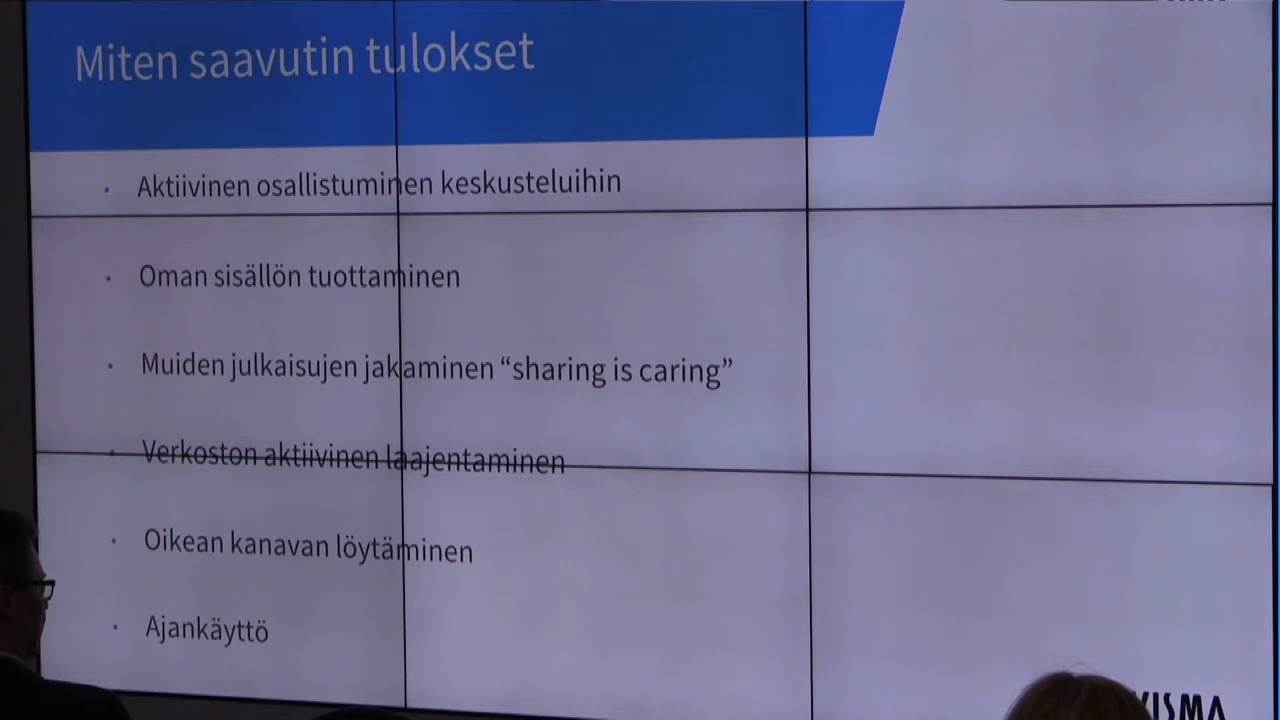 Miten saavutin tulokset
Aktiivinen osallistuminen keskusteluihin
Oman sisällön tuottaminen
Muiden julkaisujen jakaminen “sharing is caring”
Verkoston aktiivinen laajentaminen
Oikean kanavan löytäminen
Ajankäyttö
VISMA